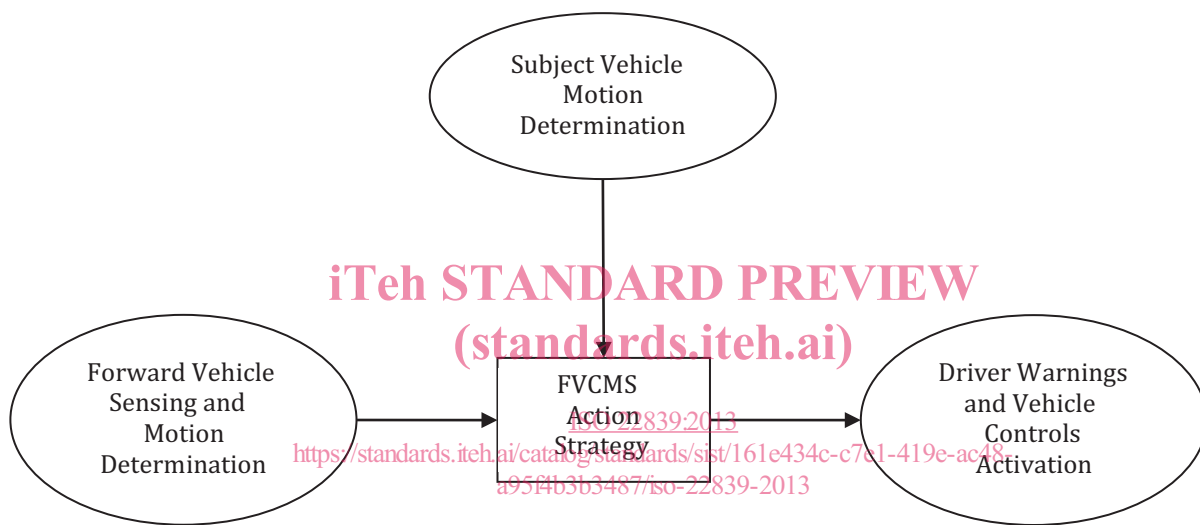 Subject Vehicle
Motion
Determination
iTeh STANDARD PREVIEW
(standards.iteh.ai)
Forward Vehicle
Sensing and
Motion
Determination
FVCMS
Action
Strategy
Driver Warnings
and Vehicle
Controls
Activation
ISO 22839:2013
https://standards.iteh.ai/catalog/standards/sist/161e434c-c7e1-419e-ac48-
a95f4b3b3487/iso-22839-2013